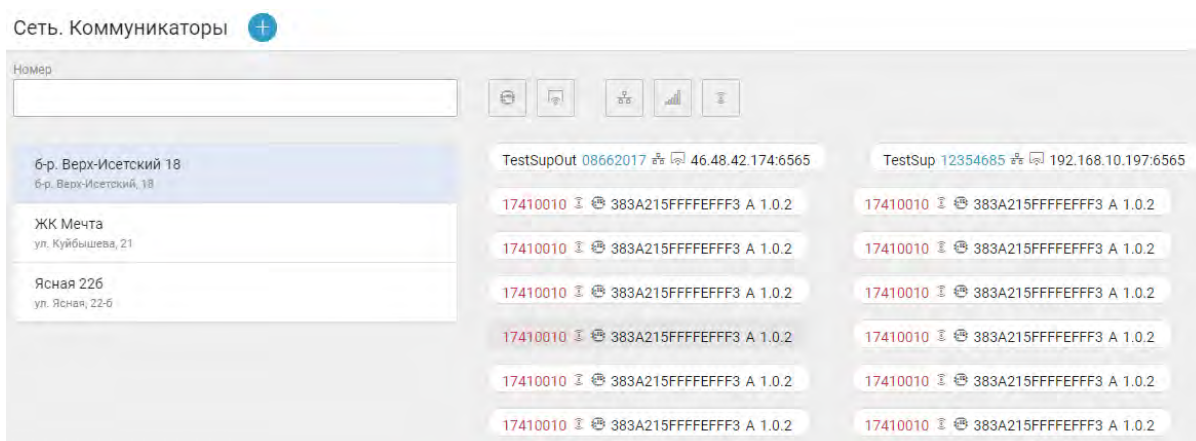 Сеть. Коммуникаторы
Номер
б-р. Верх-Исетский 18
б-р. Верх-Исетский, 18
ЖК Мечта
ул. Куйбышева, 21
Ясная 22б
ул. Ясная, 22-б
TestSupOut 08662017 46.48.42.174:6565
TestSup 12354685 192.168.10.197:6565
17410010 383A215FFFFEFFF3 A 1.0.2
17410010 383A215FFFFEFFF3 A 1.0.2
17410010 383A215FFFFEFFF3 A 1.0.2
17410010 383A215FFFFEFFF3 A 1.0.2
17410010 383A215FFFFEFFF3 A 1.0.2
17410010 383A215FFFFEFFF3 A 1.0.2
17410010 383A215FFFFEFFF3 A 1.0.2
17410010 383A215FFFFEFFF3 A 1.0.2
17410010 383A215FFFFEFFF3 A 1.0.2
17410010 383A215FFFFEFFF3 A 1.0.2
17410010 383A215FFFFEFFF3 A 1.0.2
17410010 383A215FFFFEFFF3 A 1.0.2